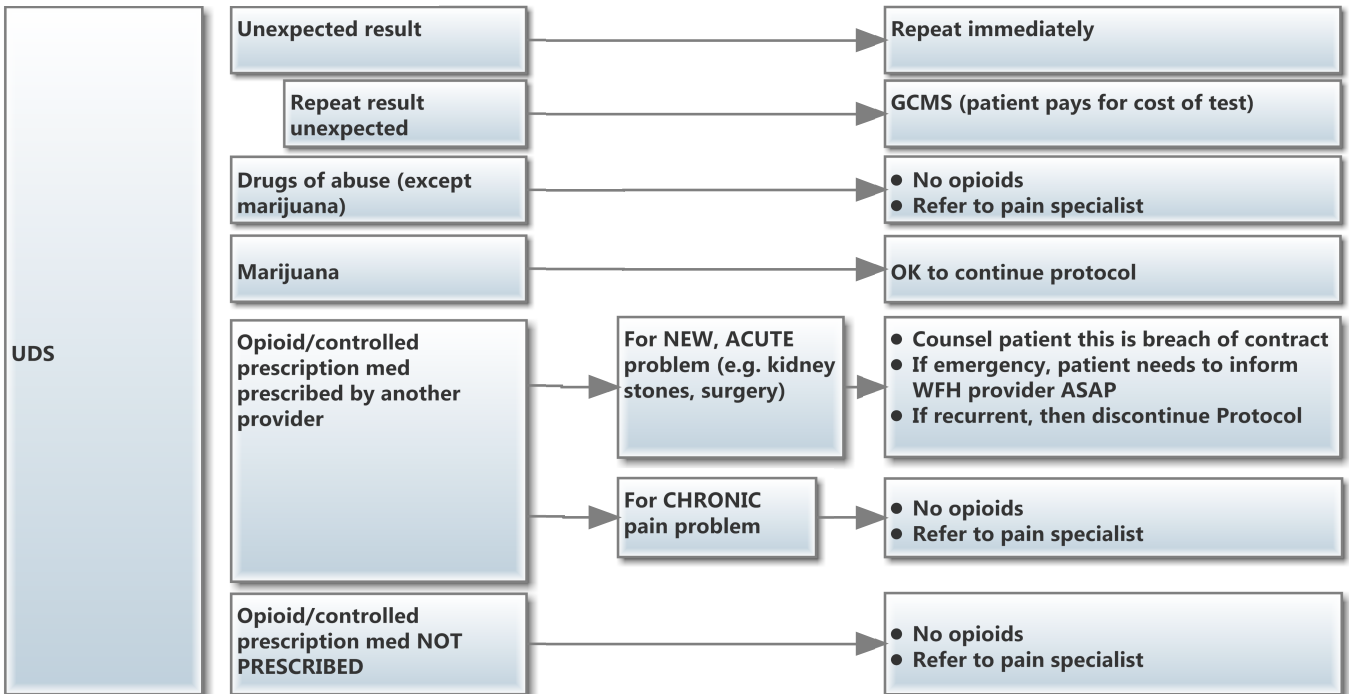 UDS
Unexpected result
Repeat immediately
Repeat result
unexpected
GCMS (patient pays for cost of test)
Drugs of abuse (except
marijuana)
● No opioids
● Refer to pain specialist
Marijuana
OK to continue protocol
Opioid/controlled
prescription med
prescribed by another
provider
For NEW, ACUTE
problem (e.g. kidney
stones, surgery)
● Counsel patient this is breach of contract
● If emergency, patient needs to inform
WFH provider ASAP
● If recurrent, then discontinue Protocol
For CHRONIC
pain problem
● No opioids
● Refer to pain specialist
Opioid/controlled
prescription med NOT
PRESCRIBED
● No opioids
● Refer to pain specialist